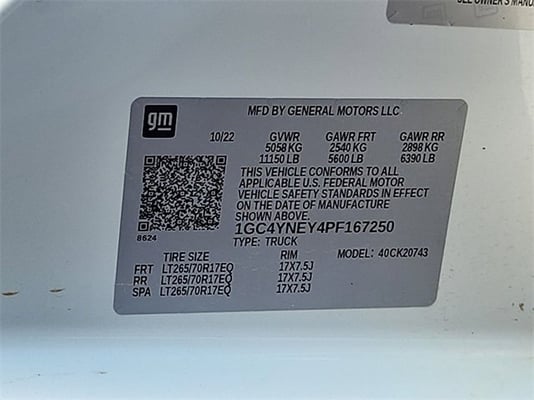 SEE OWNER'S MANU
gm
MFD BY GENERAL MOTORS LLC
10/22 GVWR GAWR FRT GAWR RR
5058 KG 2540 KG 2898 KG
11150 LB 5600 LB 6390 LB
THIS VEHICLE CONFORMS TO ALL
APPLICABLE U.S. FEDERAL MOTOR
VEHICLE SAFETY STANDARDS IN EFFECT
ON THE DATE OF MANUFACTURE
SHOWN ABOVE.
1GC4YNEY4PF167250
8624
TYPE: TRUCK
TIRE SIZE RIM MODEL: 40CK20743
FRT LT265/70R17EQ 17X7.5J
RR LT265/70R17EQ 17X7.5J
SPA LT265/70R17EQ 17X7.5J